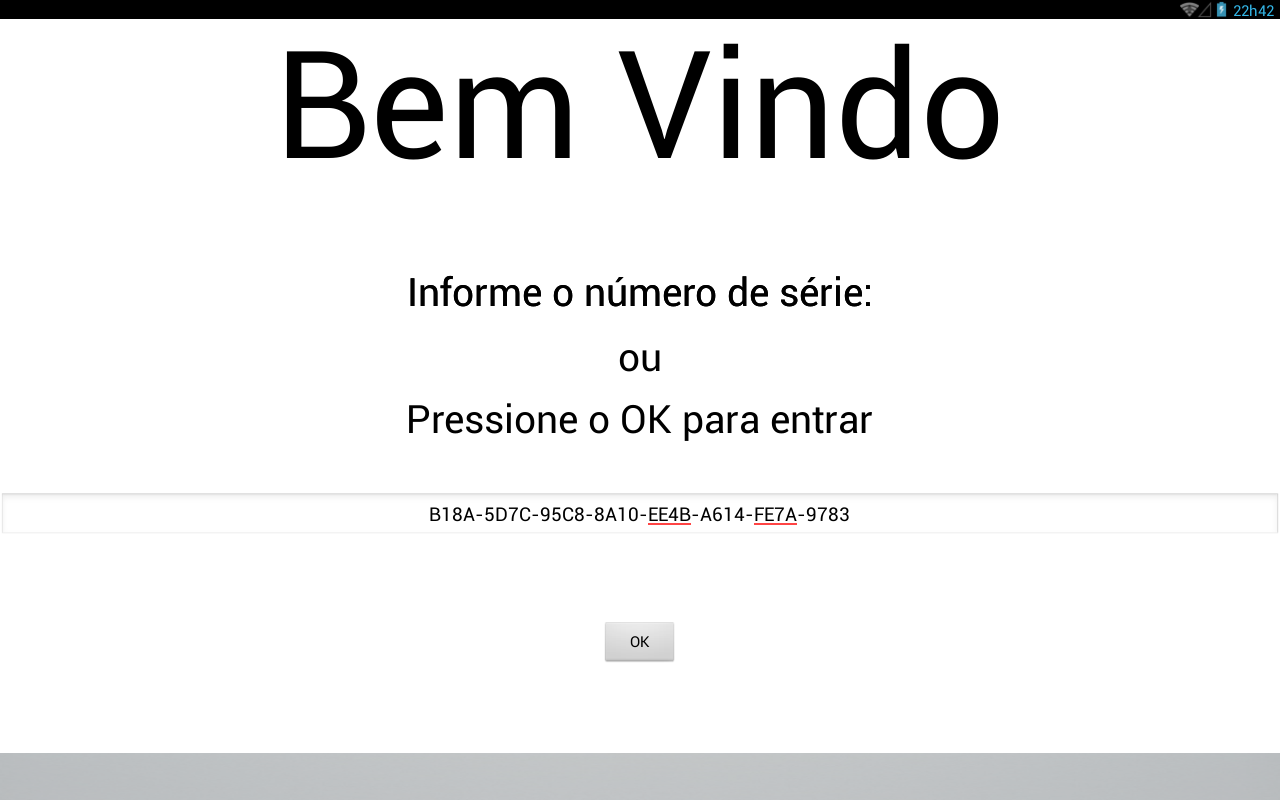 22h42
Bem Vindo
Informe o número de série:
ou
Pressione o OK para entrar
B18A-5D7C-95C8-8A10-EE4B-A614-FE7A-9783
OK